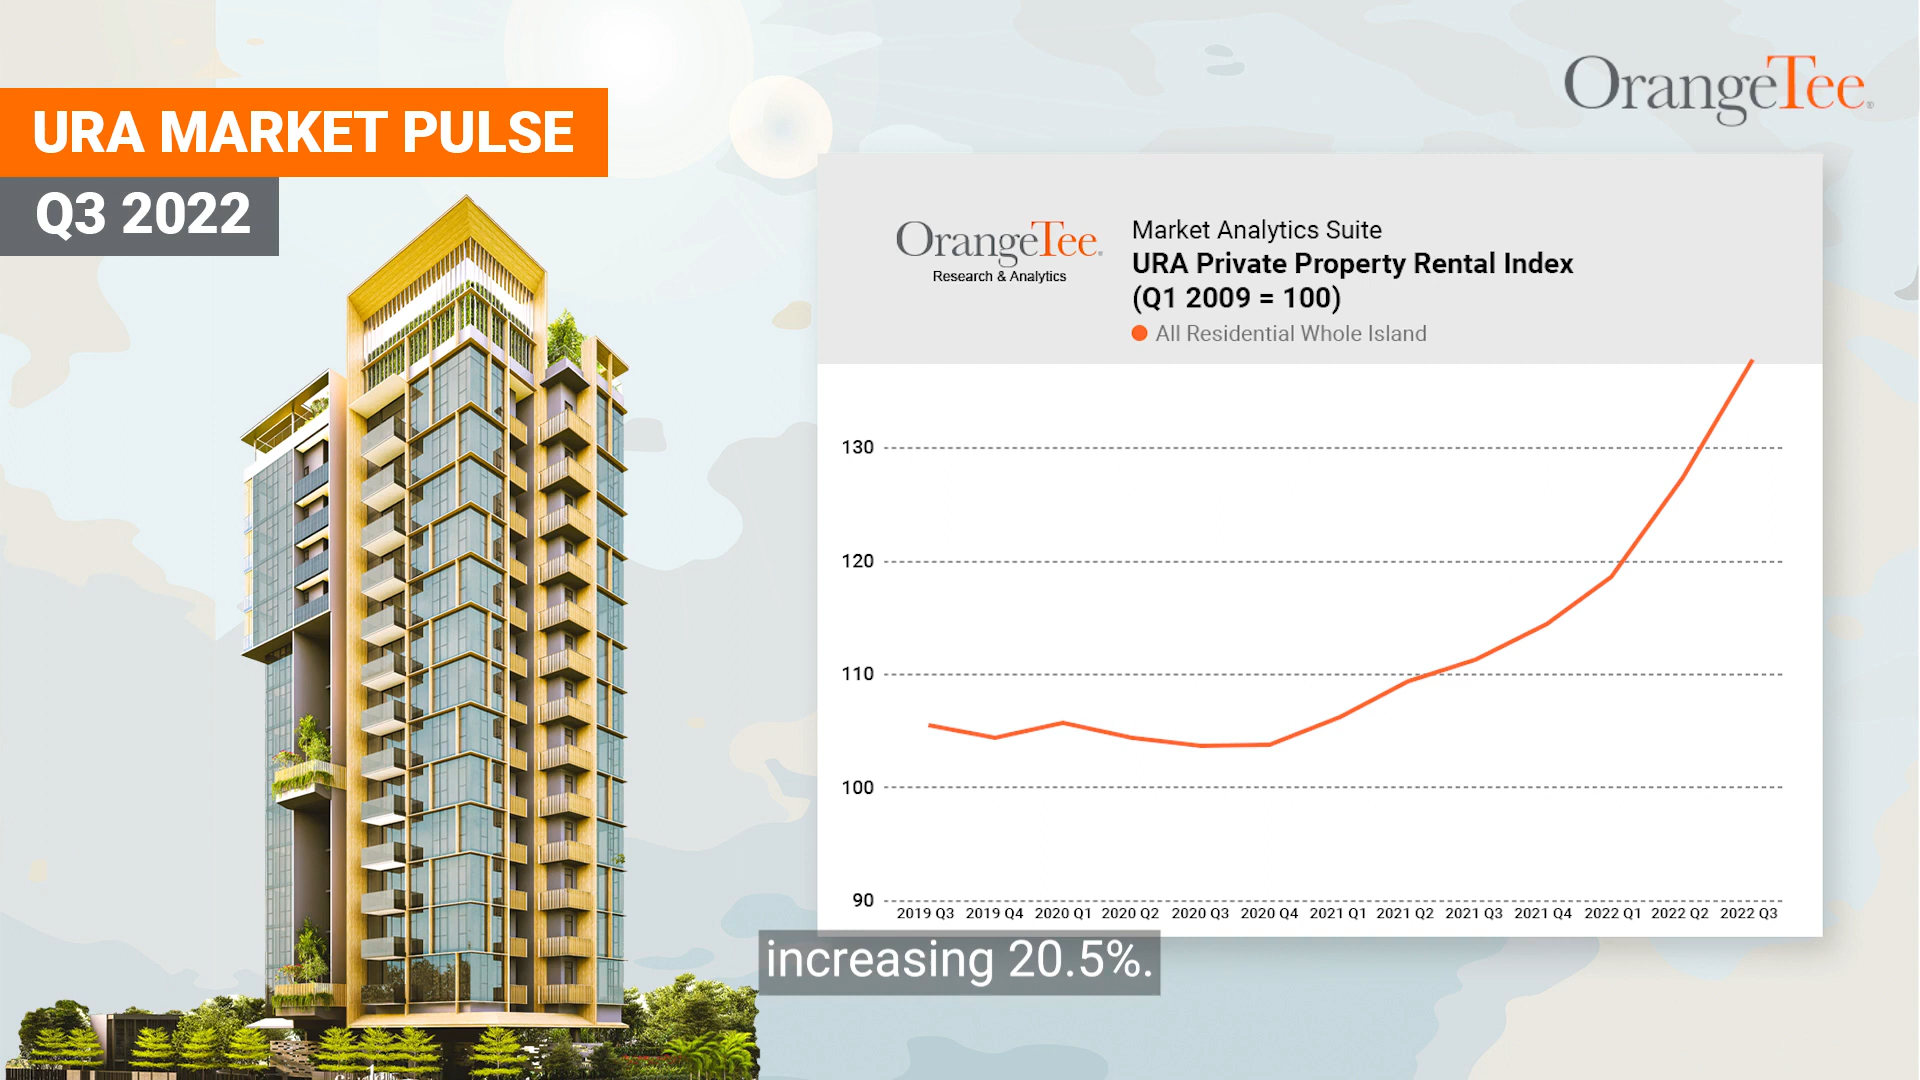 URA MARKET PULSE
Q3 2022
OrangeTee®
OrangeTee®
Research & Analytics
Market Analytics Suite
URA Private Property Rental Index
(Q1 2009 = 100)
All Residential Whole Island
130
120
110
100
90
2019 Q3 2019 Q4 2020 Q1 2020 Q2 2020 Q3 2020 Q4 2021 Q1 2021 Q2 2021 Q3 2021 Q4 2022 Q1 2022 Q2 2022 Q3
increasing 20.5%.